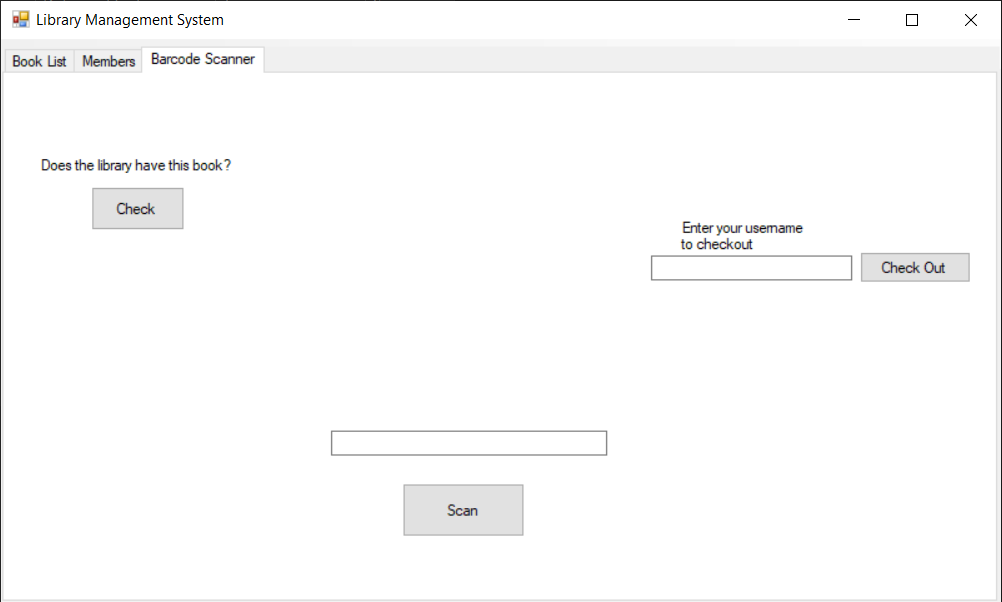 Library Management System
Book List
Members
Barcode Scanner
Does the library have this book?
Check
Enter your username
to checkout
Check Out
Scan